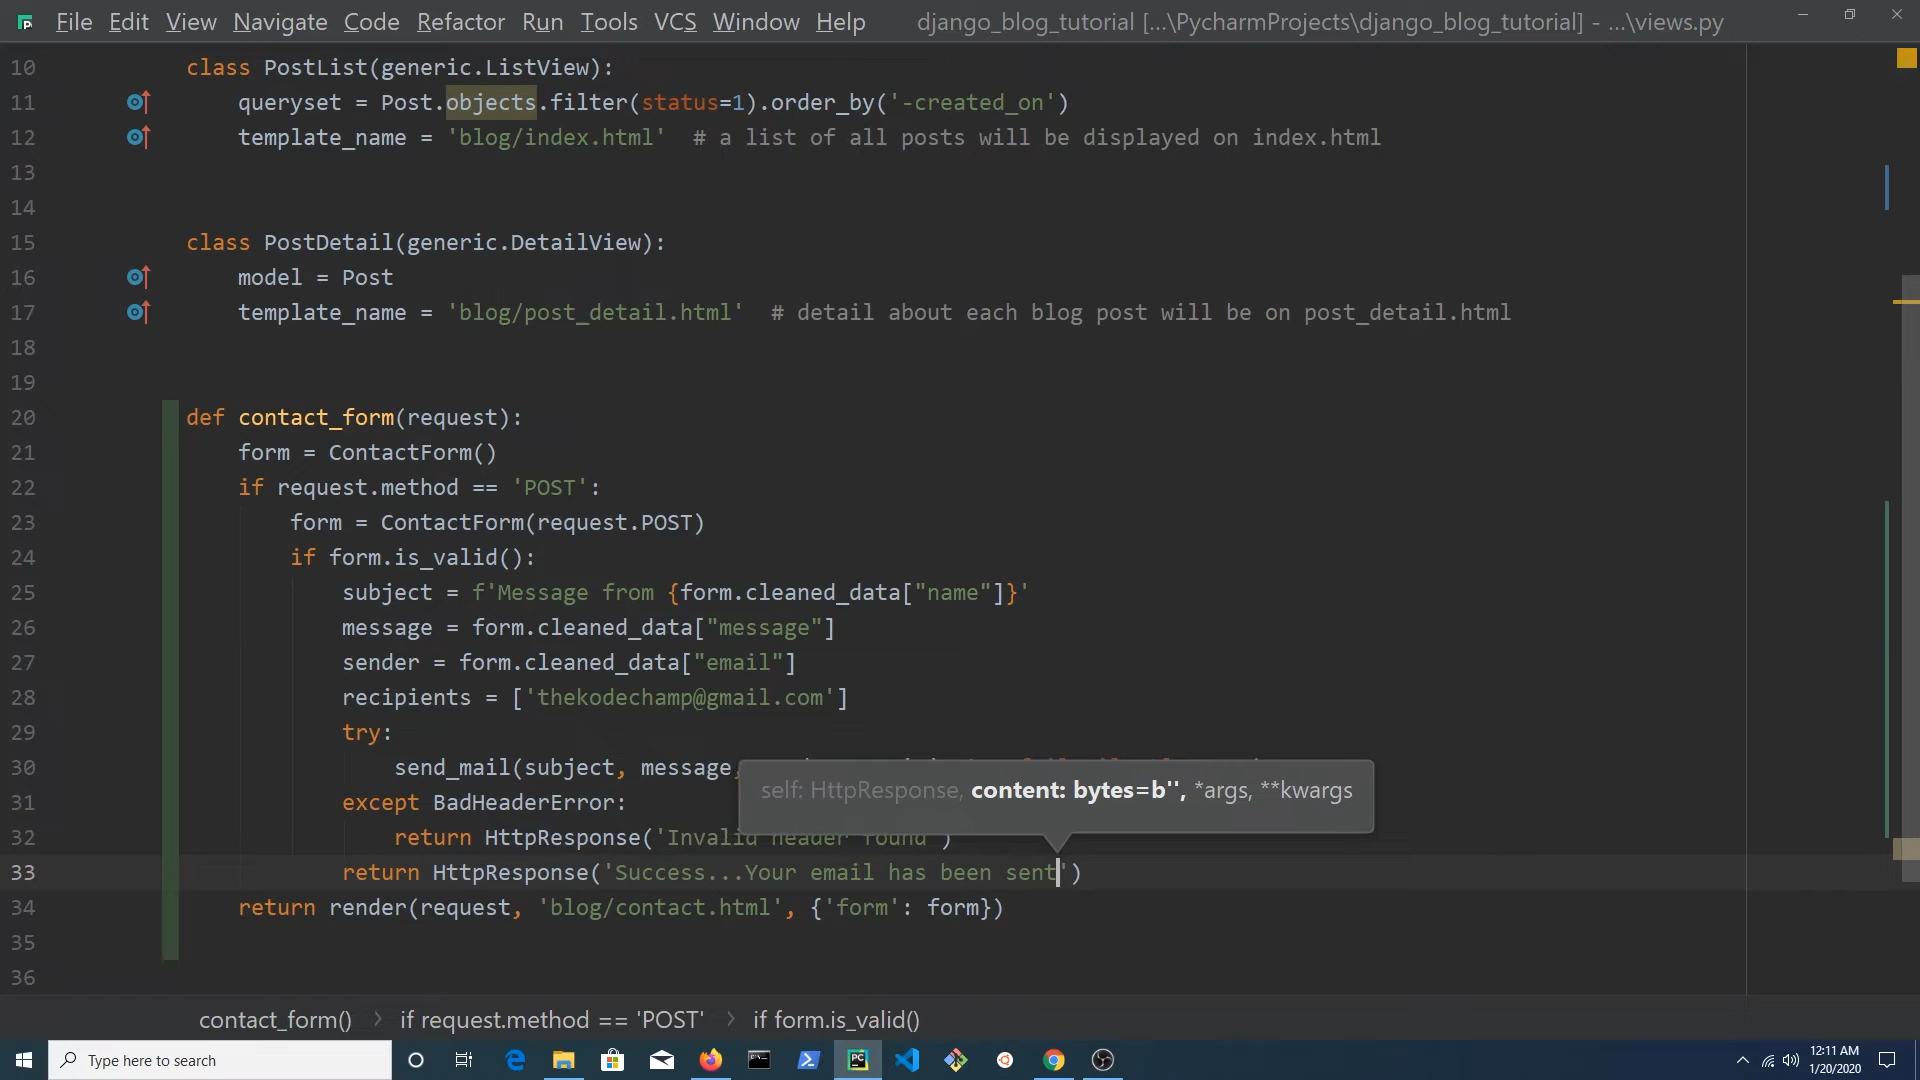 File Edit View Navigate Code Refactor Run Tools VCS Window Help django_blog_tutorial [...\PycharmProjects\django_blog_tutorial] - ...\views.py
10 class PostList(generic.ListView):
11 queryset = Post.objects.filter(status=1).order_by('-created_on')
12 template_name = 'blog/index.html' # a list of all posts will be displayed on index.html
13
14
15 class PostDetail(generic.DetailView):
16 model = Post
17 template_name = 'blog/post_detail.html' # detail about each blog post will be on post_detail.html
18
19
20 def contact_form(request):
21 form = ContactForm()
22 if request.method == 'POST':
23 form = ContactForm(request.POST)
24 if form.is_valid():
25 subject = f'Message from {form.cleaned_data["name"]}'
26 message = form.cleaned_data["message"]
27 sender = form.cleaned_data["email"]
28 recipients = ['thekodechamp@gmail.com']
29 try:
30 send_mail(subject, message,
self: HttpResponse, content: bytes=b'', *args, **kwargs
31 except BadHeaderError:
32 return HttpResponse('Invalid header found')
33 return HttpResponse('Success...Your email has been sent')
34 return render(request, 'blog/contact.html', {'form': form})
35
36
contact_form() > if request.method == 'POST' > if form.is_valid()
Type here to search
12:11 AM
1/20/2020